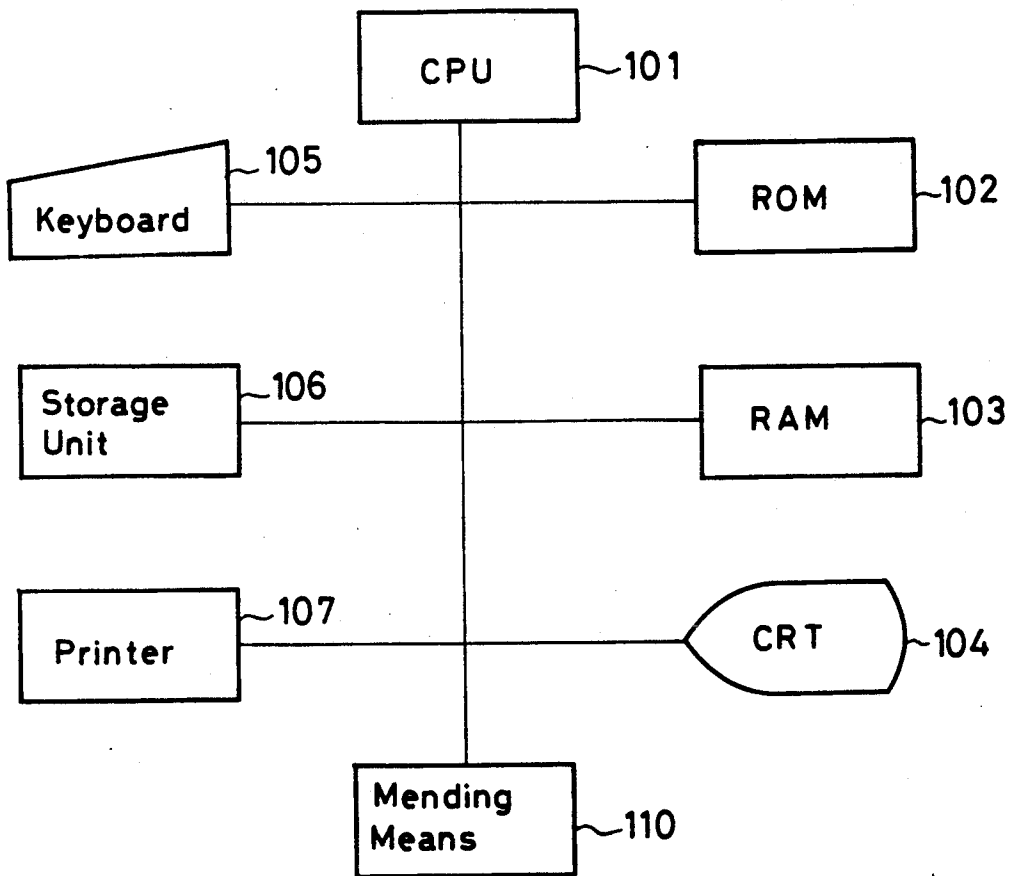 CPU
101
105
Keyboard
ROM
102
106
Storage
Unit
RAM
103
107
Printer
CRT
104
Mending
Means
110